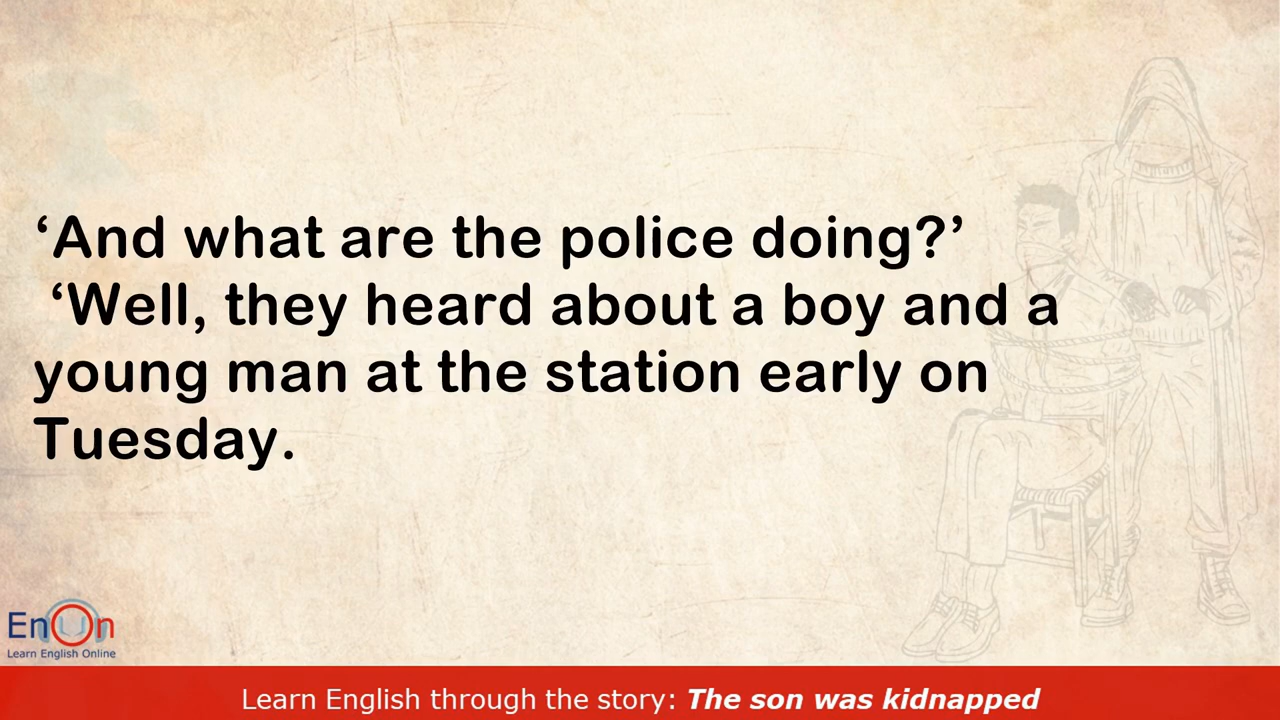 ‘And what are the police doing?’
‘Well, they heard about a boy and a
young man at the station early on
Tuesday.
EnOn
Learn English Online
Learn English through the story: The son was kidnapped